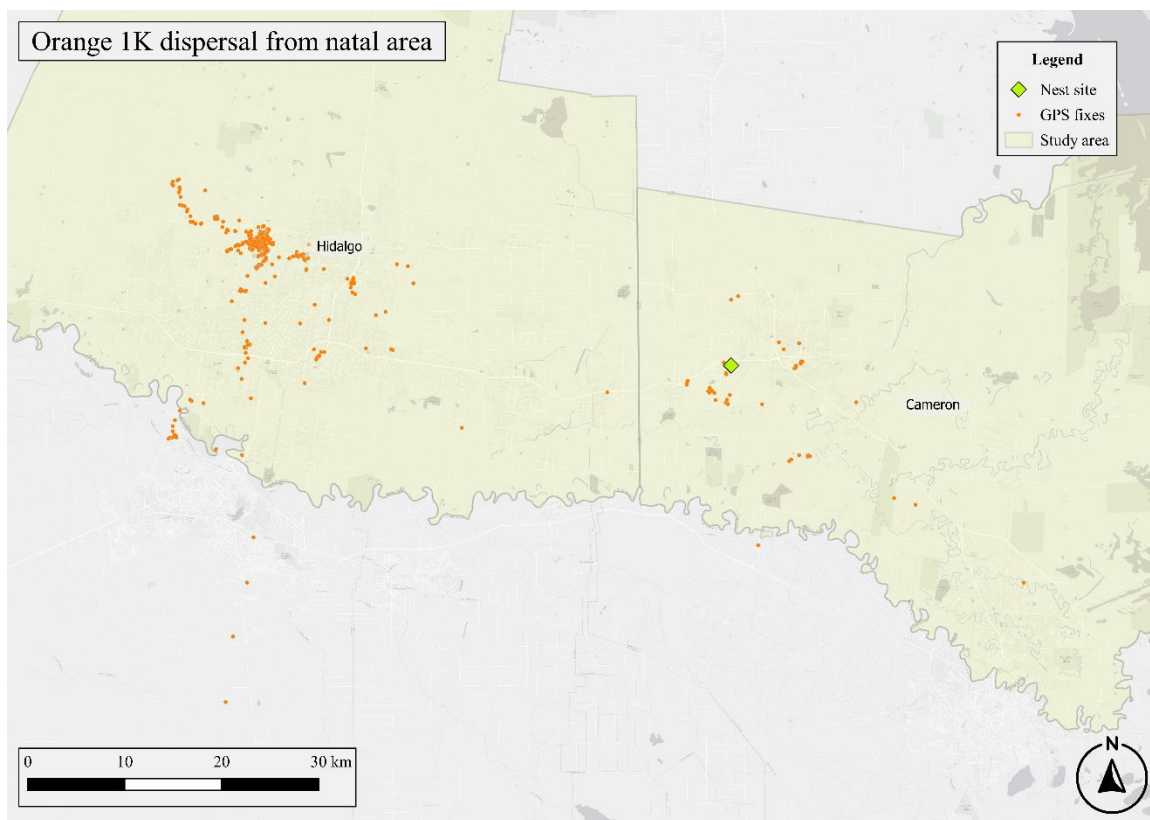 Orange 1K dispersal from natal area
Legend
Nest site
GPS fixes
Study area
Hidalgo
Cameron
0 10 20 30 km
N